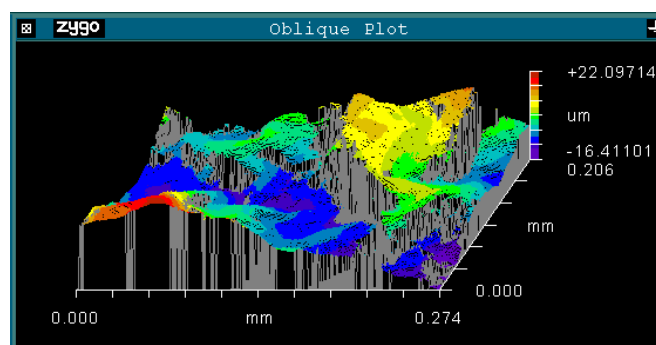 zygo Oblique Plot
+22.09714
um
-16.41101
0.206
mm
0.000
0.000 mm 0.274